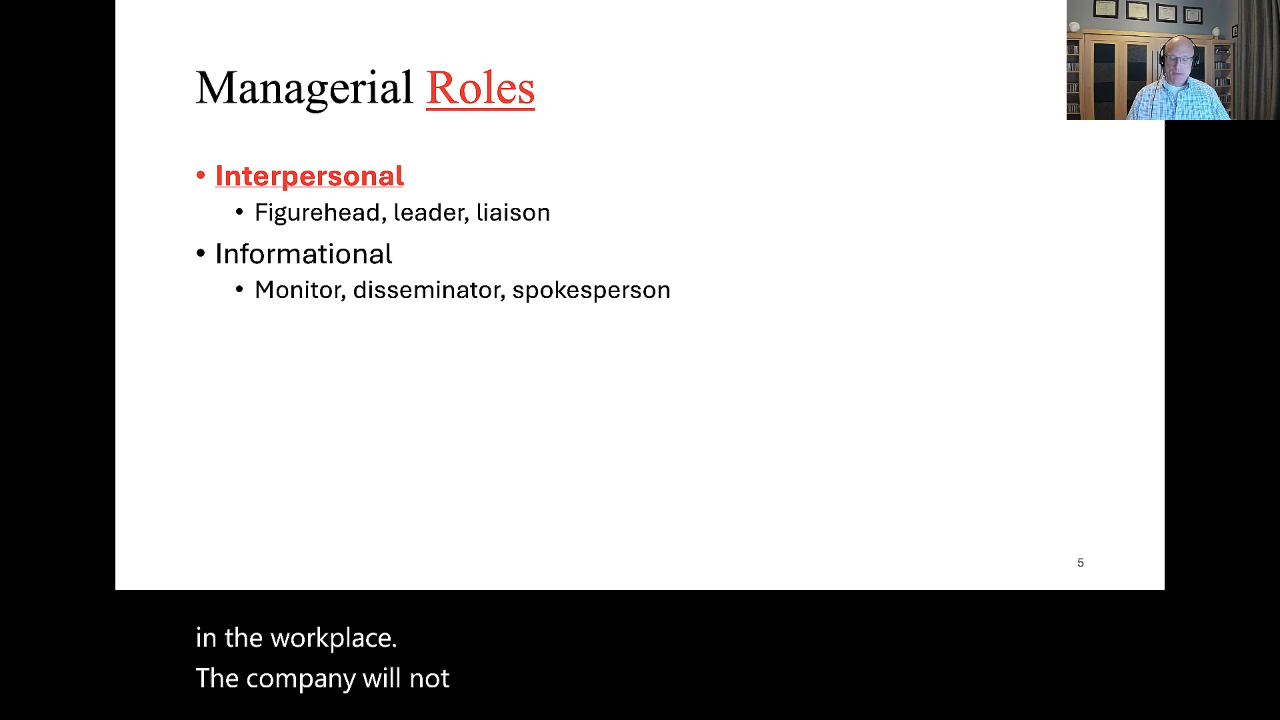 Managerial Roles
• Interpersonal
• Figurehead, leader, liaison
• Informational
• Monitor, disseminator, spokesperson
5
in the workplace.
The company will not